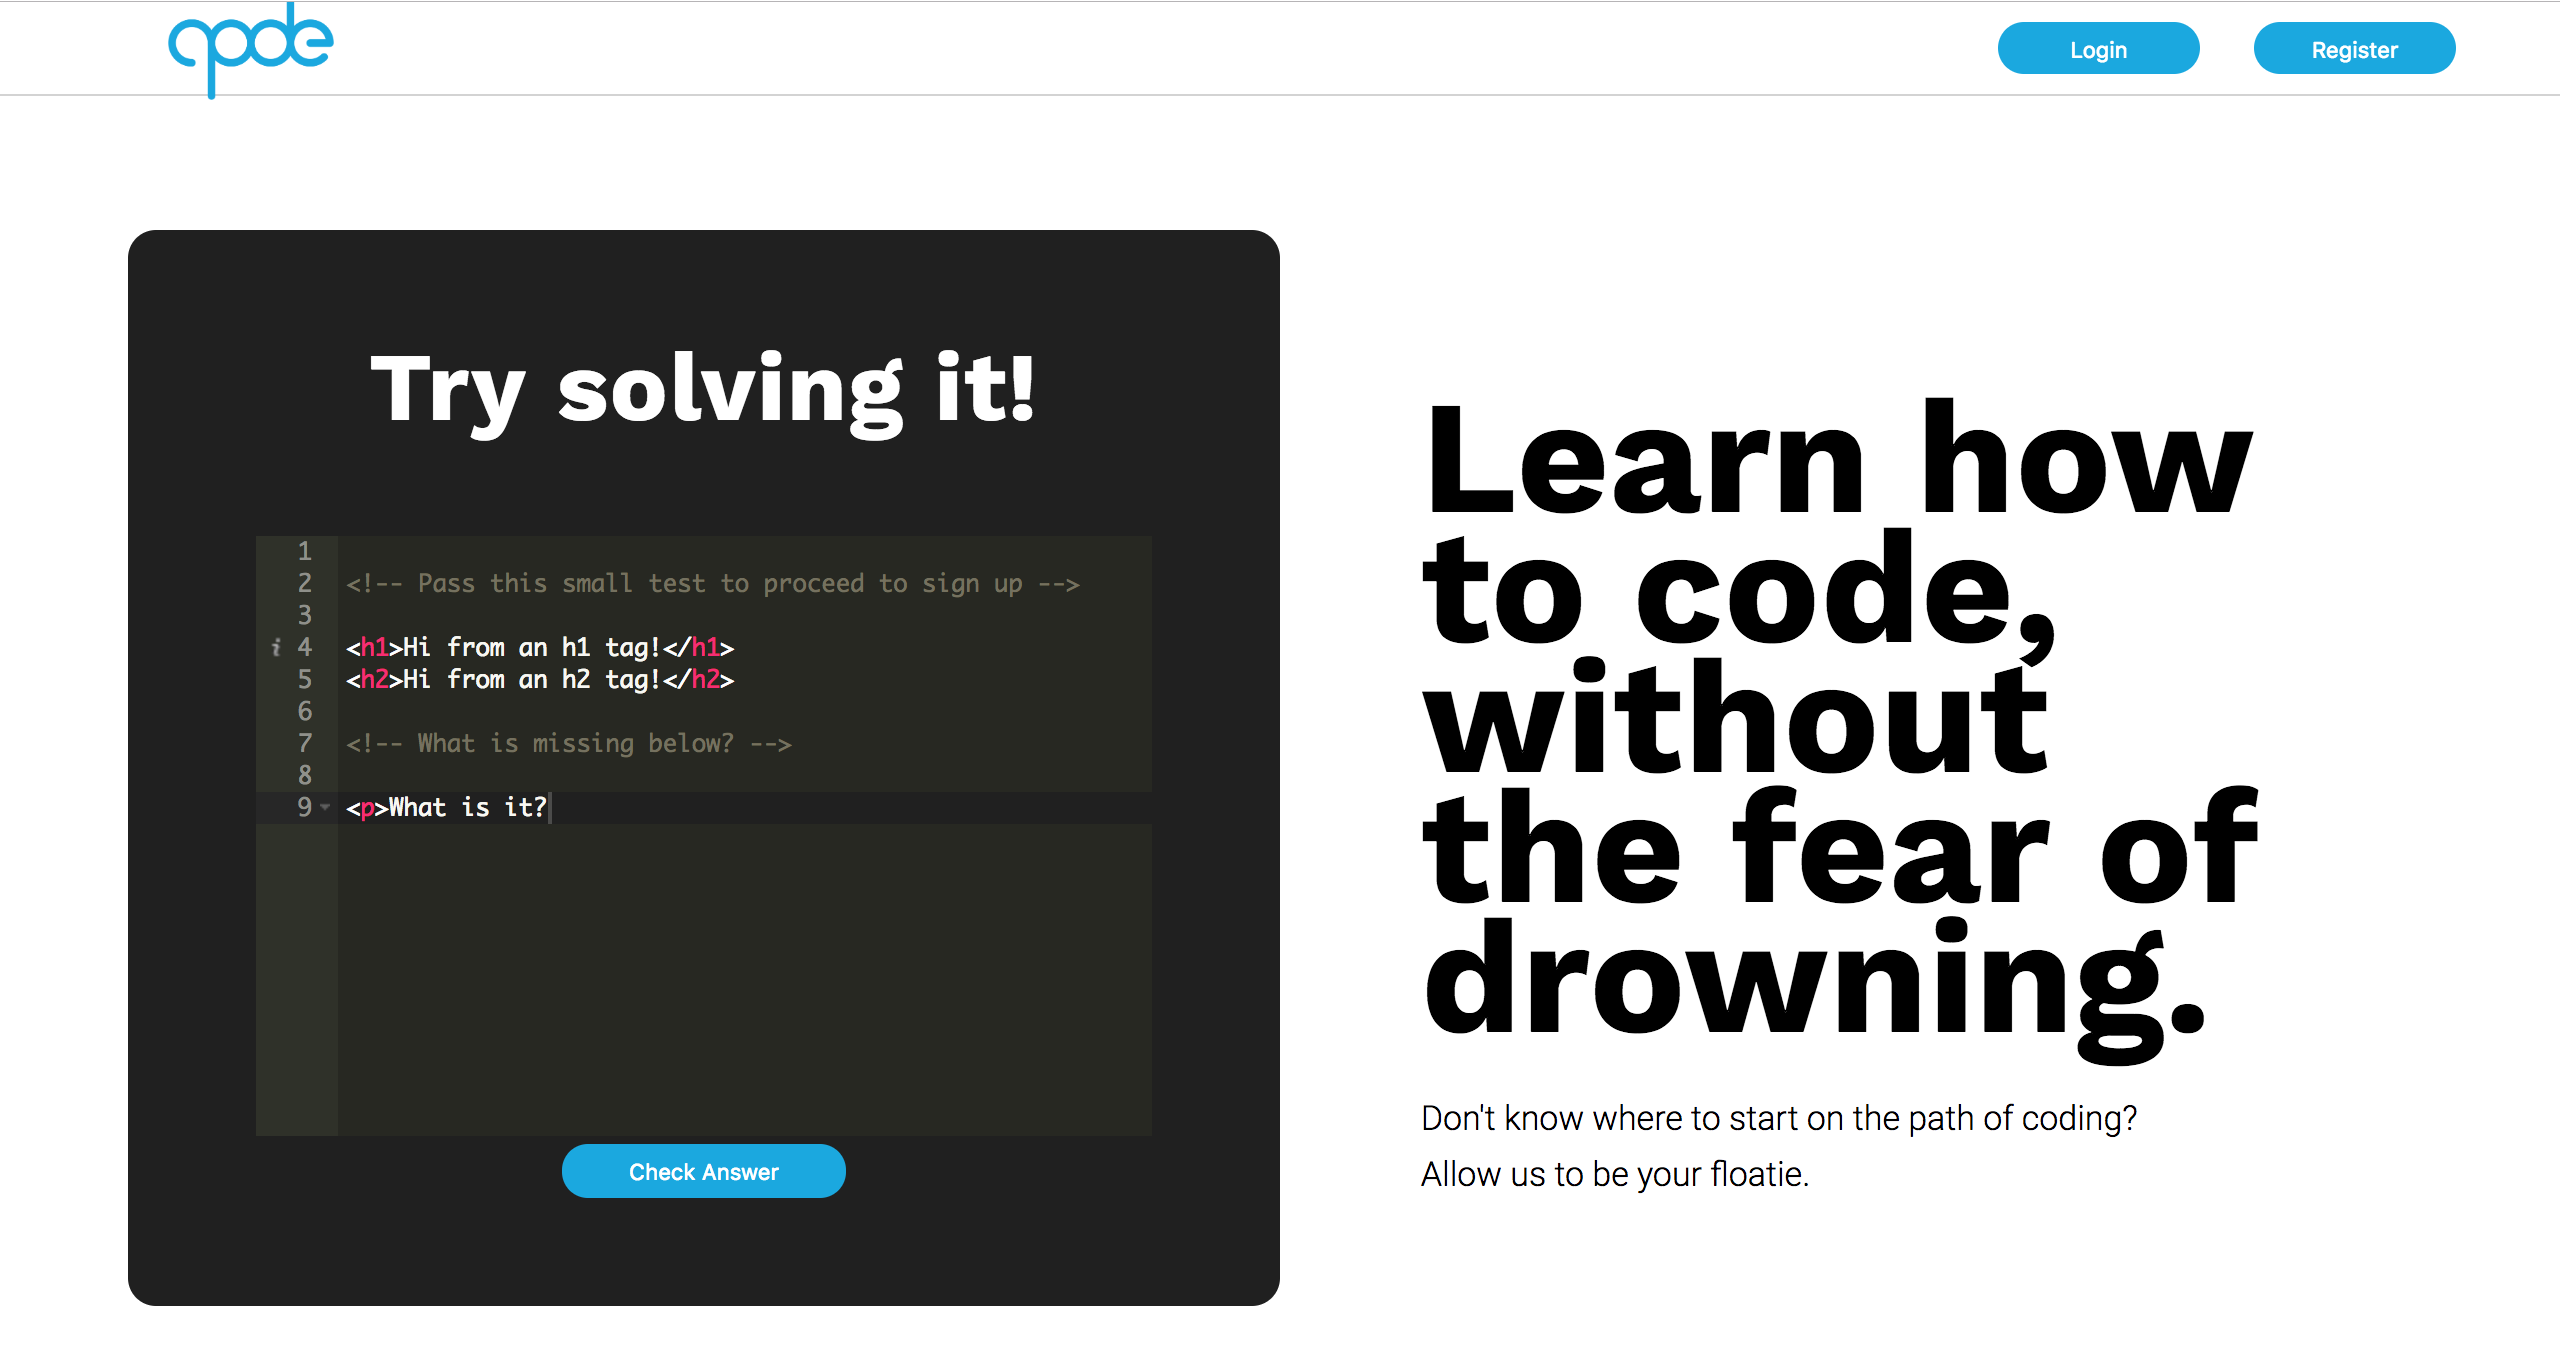 qode
Login
Register
Try solving it!
1
2 <!-- Pass this small test to proceed to sign up -->
3
i 4 <h1>Hi from an h1 tag!</h1>
5 <h2>Hi from an h2 tag!</h2>
6
7 <!-- What is missing below? -->
8
9 <p>What is it?
Check Answer
Learn how
to code,
without
the fear of
drowning.
Don't know where to start on the path of coding?
Allow us to be your floatie.